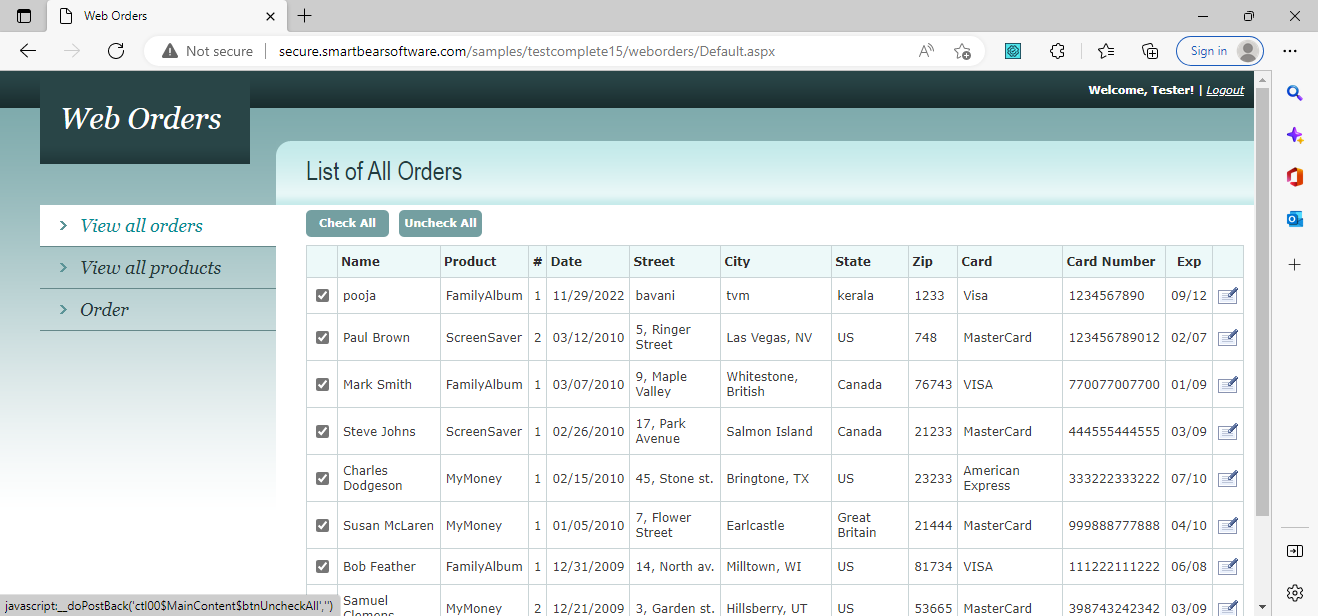 Web Orders
Not secure secure.smartbearsoftware.com/samples/testcomplete15/weborders/Default.aspx Sign in
Welcome, Tester! | Logout
Web Orders
List of All Orders
View all orders
View all products
Order
Check All Uncheck All
Name Product # Date Street City State Zip Card Card Number Exp
pooja FamilyAlbum 1 11/29/2022 bavani tvm kerala 1233 Visa 1234567890 09/12
Paul Brown ScreenSaver 2 03/12/2010 5, Ringer Street Las Vegas, NV US 748 MasterCard 123456789012 02/07
Mark Smith FamilyAlbum 1 03/07/2010 9, Maple Valley Whitestone, British Canada 76743 VISA 770077007700 01/09
Steve Johns ScreenSaver 1 02/26/2010 17, Park Avenue Salmon Island Canada 21233 MasterCard 444555444555 03/09
Charles Dodgeson MyMoney 1 02/15/2010 45, Stone st. Bringtone, TX US 23233 American Express 333222333222 07/10
Susan McLaren MyMoney 1 01/05/2010 7, Flower Street Earlcastle Great Britain 21444 MasterCard 999888777888 04/10
Bob Feather FamilyAlbum 1 12/31/2009 14, North av. Milltown, WI US 81734 VISA 111222111222 06/08
Samuel Clemens MyMoney 2 12/21/2009 3, Garden st. Hillsberry, UT US 53665 MasterCard 398743242342 03/09
javascript:__doPostBack('ctl00$MainContent$btnUncheckAll','')